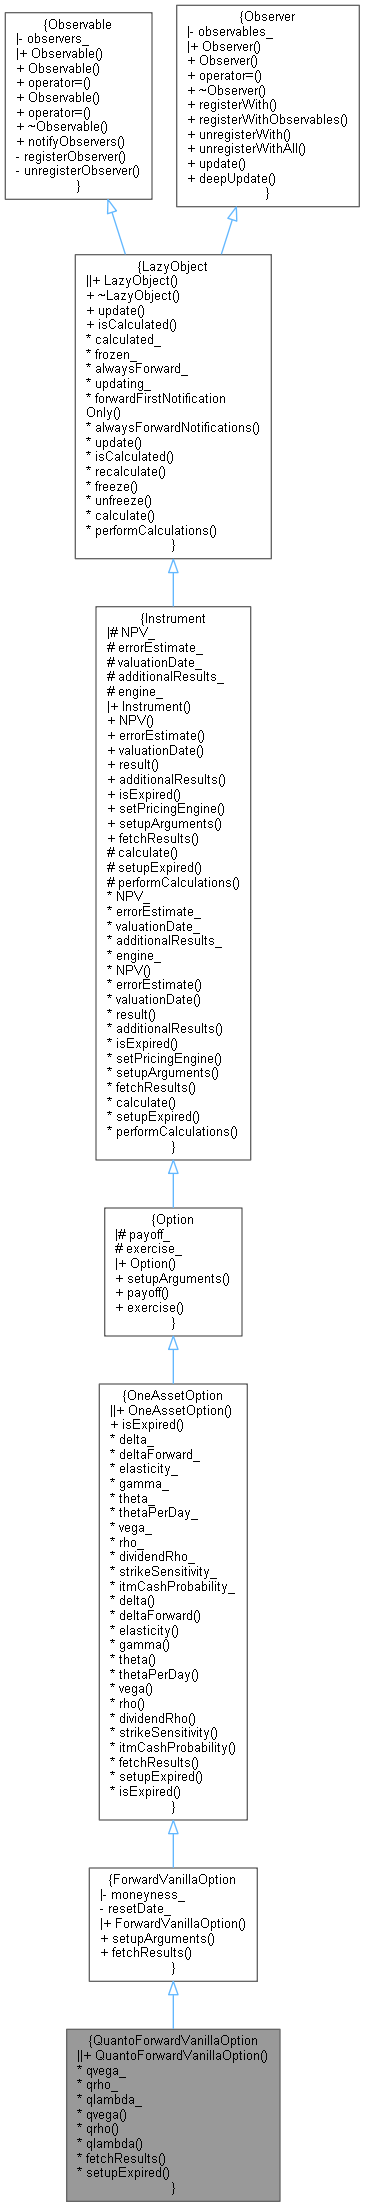 {Observable
|- observers_
|+ Observable()
+ Observable()
+ operator=()
+ Observable()
+ operator=()
+ ~Observable()
+ notifyObservers()
- registerObserver()
- unregisterObserver()
}
{Observer
|- observables_
|+ Observer()
+ Observer()
+ operator=()
+ ~Observer()
+ registerWith()
+ registerWithObservables()
+ unregisterWith()
+ unregisterWithAll()
+ update()
+ deepUpdate()
}
{LazyObject
||+ LazyObject()
+ ~LazyObject()
+ update()
+ isCalculated()
* calculated_
* frozen_
* alwaysForward_
* updating_
* forwardFirstNotification
Only()
* alwaysForwardNotifications()
* update()
* isCalculated()
* recalculate()
* freeze()
* unfreeze()
* calculate()
* performCalculations()
}
{Instrument
|# NPV_
# errorEstimate_
# valuationDate_
# additionalResults_
# engine_
|+ Instrument()
+ NPV()
+ errorEstimate()
+ valuationDate()
+ result()
+ additionalResults()
+ isExpired()
+ setPricingEngine()
+ setupArguments()
+ fetchResults()
# calculate()
# setupExpired()
# performCalculations()
* NPV_
* errorEstimate_
* valuationDate_
* additionalResults_
* engine_
* NPV()
* errorEstimate()
* valuationDate()
* result()
* additionalResults()
* isExpired()
* setPricingEngine()
* setupArguments()
* fetchResults()
* calculate()
* setupExpired()
* performCalculations()
}
{Option
|# payoff_
# exercise_
|+ Option()
+ setupArguments()
+ payoff()
+ exercise()
}
{OneAssetOption
||+ OneAssetOption()
+ isExpired()
* delta_
* deltaForward_
* elasticity_
* gamma_
* theta_
* thetaPerDay_
* vega_
* rho_
* dividendRho_
* strikeSensitivity_
* itmCashProbability_
* delta()
* deltaForward()
* elasticity()
* gamma()
* theta()
* thetaPerDay()
* vega()
* rho()
* dividendRho()
* strikeSensitivity()
* itmCashProbability()
* fetchResults()
* setupExpired()
* isExpired()
}
{ForwardVanillaOption
|- moneyness_
- resetDate_
|+ ForwardVanillaOption()
+ setupArguments()
+ fetchResults()
}
{QuantoForwardVanillaOption
||+ QuantoForwardVanillaOption()
* qvega_
* qrho_
* qlambda_
* qvega()
* qrho()
* qlambda()
* fetchResults()
* setupExpired()
}